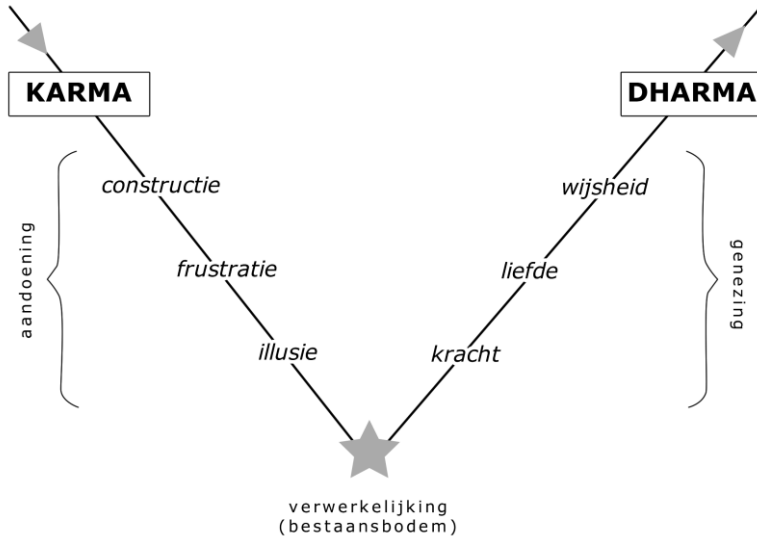 KARMA
DHARMA
constructie
wijsheid
aandoening
genezing
frustratie
liefde
illusie
kracht
verwerkelijking
(bestaansbodem)